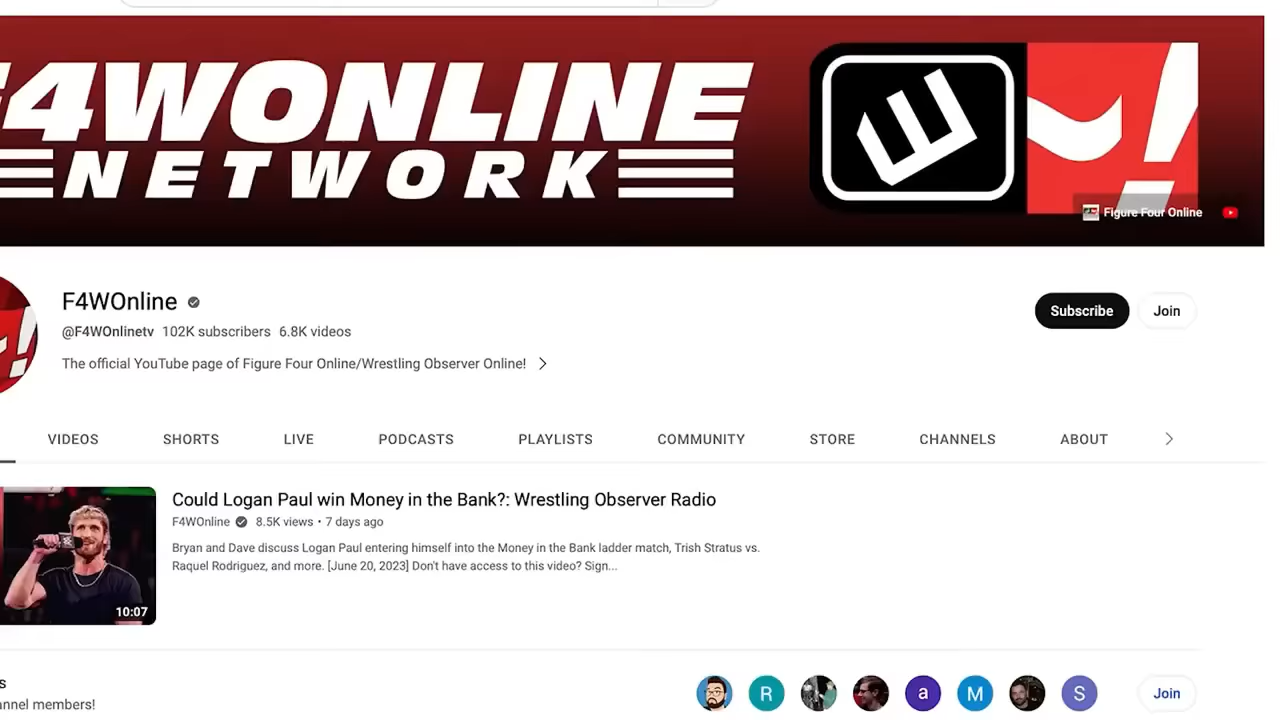 F4WONLINE
NETWORK
Figure Four Online
F4WOnline
@F4WOnlinetv 102K subscribers 6.8K videos
The official YouTube page of Figure Four Online/Wrestling Observer Online!
Subscribe
Join
VIDEOS SHORTS LIVE PODCASTS PLAYLISTS COMMUNITY STORE CHANNELS ABOUT
10:07
Could Logan Paul win Money in the Bank?: Wrestling Observer Radio
F4WOnline 8.5K views • 7 days ago
Bryan and Dave discuss Logan Paul entering himself into the Money in the Bank ladder match, Trish Stratus vs.
Raquel Rodriguez, and more. [June 20, 2023] Don't have access to this video? Sign...
R a M S
Join
members!